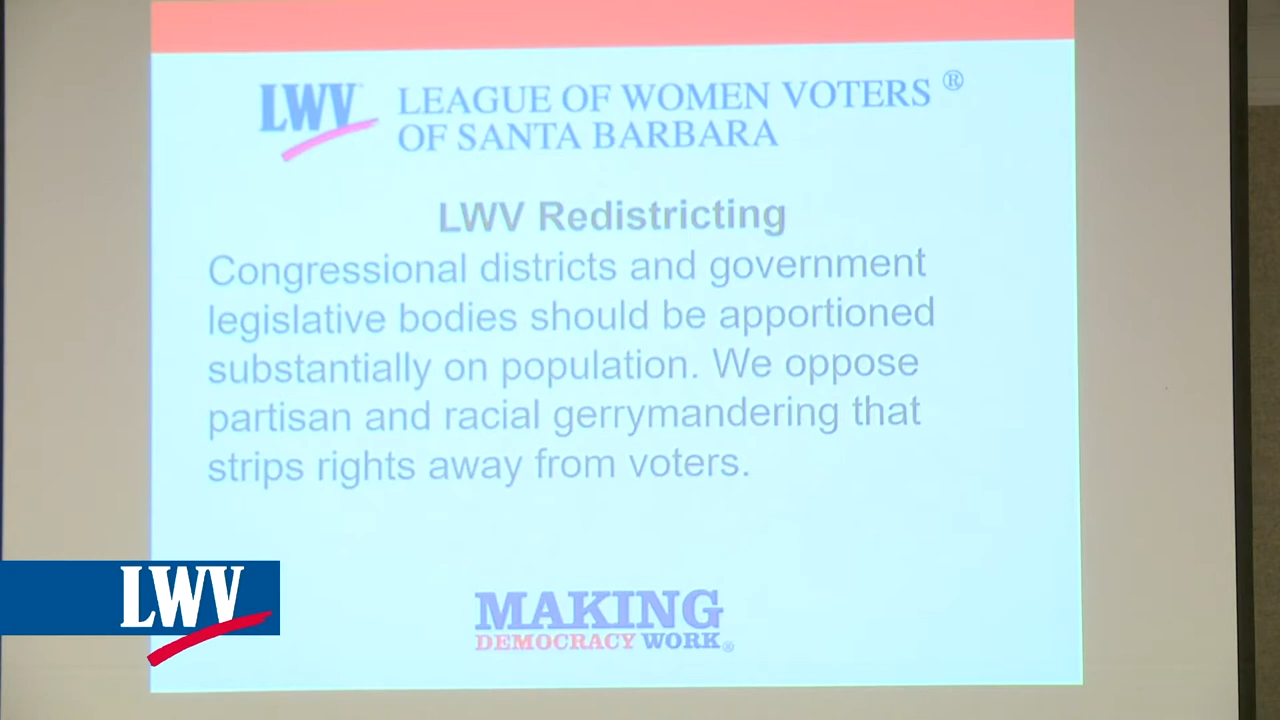 LWV
LEAGUE OF WOMEN VOTERS ®
OF SANTA BARBARA
LWV Redistricting
Congressional districts and government
legislative bodies should be apportioned
substantially on population. We oppose
partisan and racial gerrymandering that
strips rights away from voters.
MAKING
DEMOCRACY WORK®
LWV